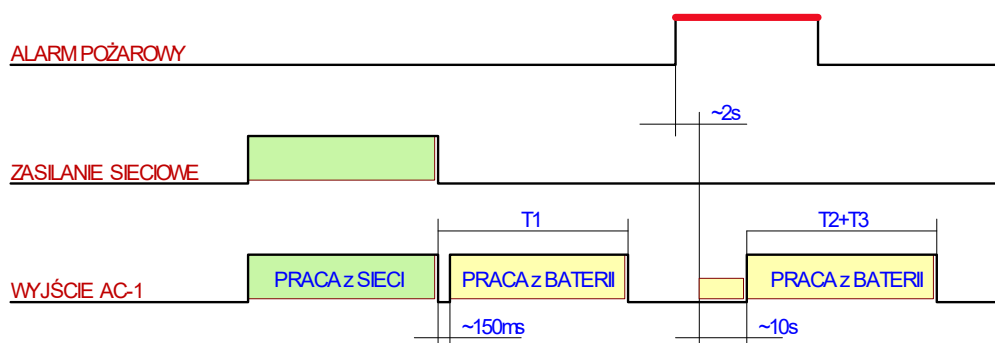 ALARM POŻAROWY
~2s
ZASILANIE SIECIOWE
T1
T2+T3
WYJŚCIE AC-1
PRACA z SIECI
PRACA z BATERII
PRACA z BATERII
~150ms
~10s